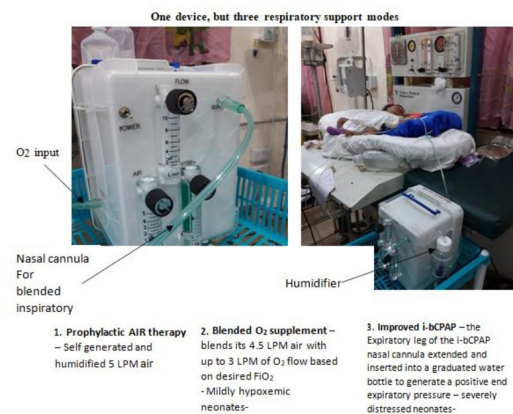 One device, but three respiratory support modes
FLOW
POWER
AIR
O2 input
Nasal cannula
For
blended
inspiratory
Humidifier
1. Prophylactic AIR therapy
– Self generated and
humidified 5 LPM air
2. Blended O₂ supplement –
blends its 4.5 LPM air with
up to 3 LPM of O₂ flow based
on desired FiO₂
- Mildly hypoxemic
neonates-
3. Improved i-bCPAP – the
Expiratory leg of the i-bCPAP
nasal cannula extended and
inserted into a graduated water
bottle to generate a positive end
expiratory pressure – severely
distressed neonates-